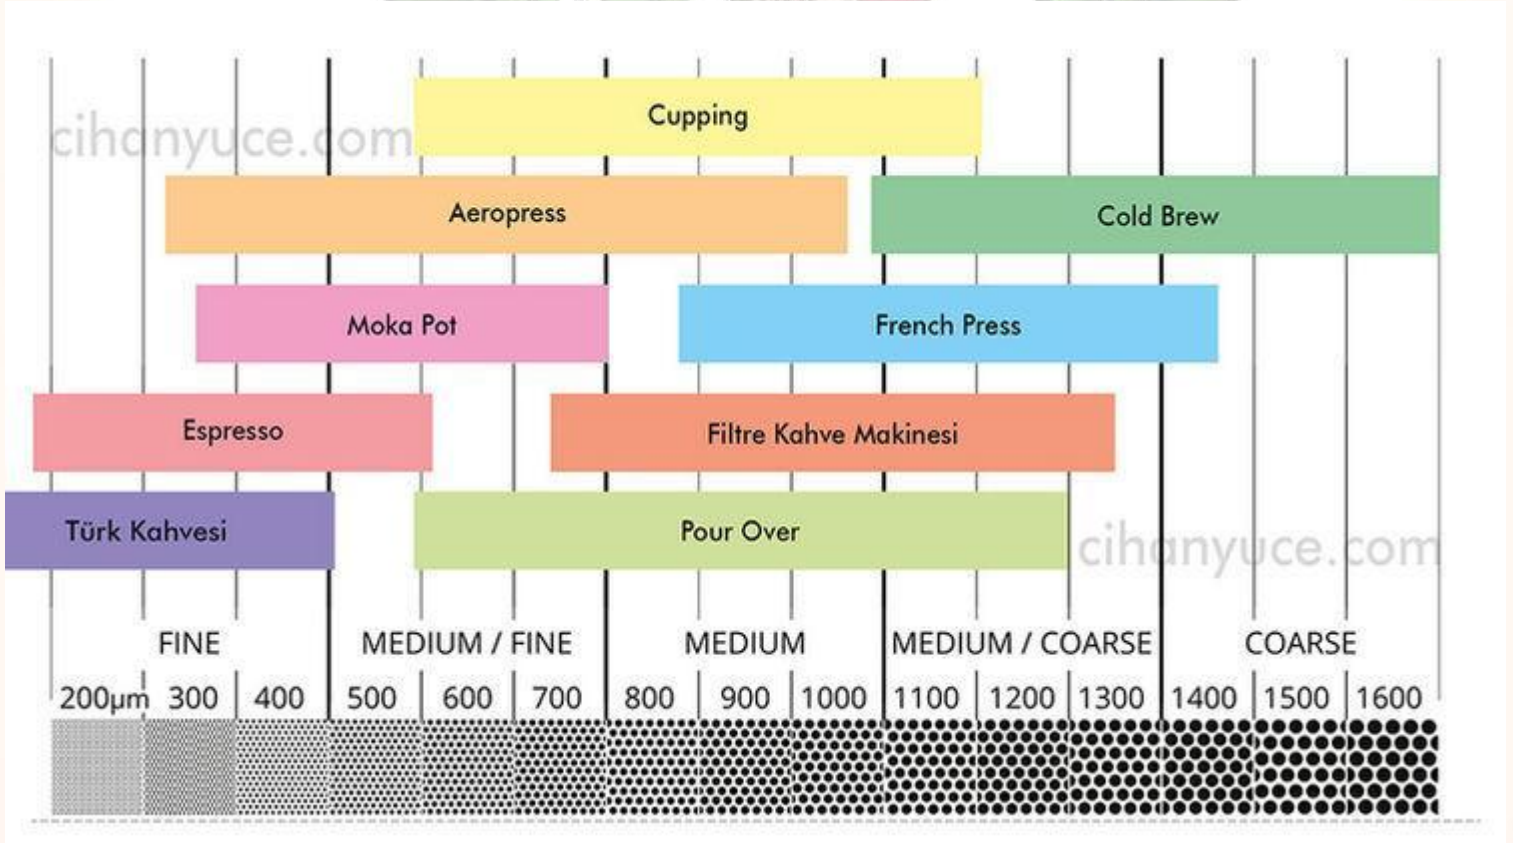 Cupping
cihanyuce.com
Aeropress
Cold Brew
Moka Pot
French Press
Espresso
Filtre Kahve Makinesi
Türk Kahvesi
Pour Over
cihanyuce.com
FINE MEDIUM / FINE MEDIUM MEDIUM / COARSE COARSE
200µm 300 400 500 600 700 800 900 1000 1100 1200 1300 1400 1500 1600